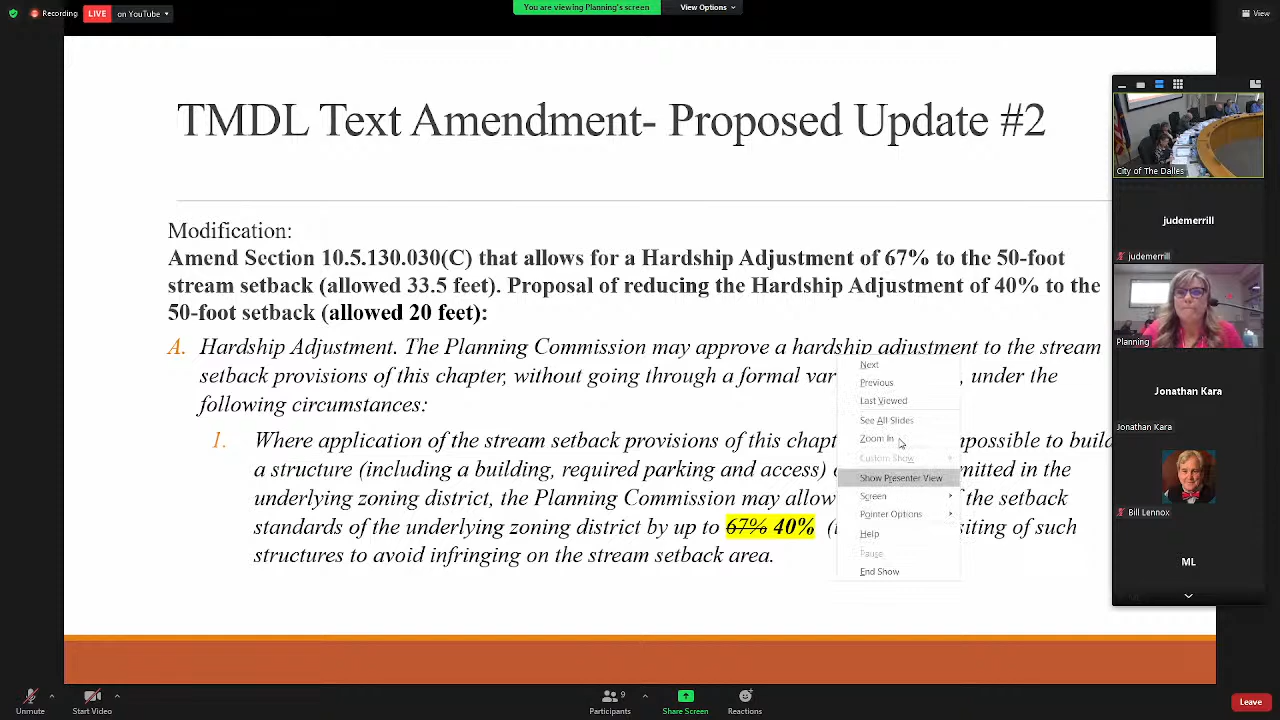 Recording
LIVE on YouTube
You are viewing Planning's screen
View Options
View
TMDL Text Amendment- Proposed Update #2
Modification:
Amend Section 10.5.130.030(C) that allows for a Hardship Adjustment of 67% to the 50-foot
stream setback (allowed 33.5 feet). Proposal of reducing the Hardship Adjustment of 40% to the
50-foot setback (allowed 20 feet):
A. Hardship Adjustment. The Planning Commission may approve a hardship adjustment to the stream
setback provisions of this chapter, without going through a formal var , under the
following circumstances:
1. Where application of the stream setback provisions of this chapt mpossible to build
a structure (including a building, required parking and access) mitted in the
underlying zoning district, the Planning Commission may allow f the setback
standards of the underlying zoning district by up to 67% 40% siting of such
structures to avoid infringing on the stream setback area.
Next
Previous
Last Viewed
See All Slides
Zoom In
Custom Show
Show Presenter View
Screen
Pointer Options
Help
Pause
End Show
City of The Dalles
judemerrill
judemerrill
Planning
Jonathan Kara
Bill Lennox
ML
Unmute
Start Video
9
Participants
Share Screen
Reactions
Leave